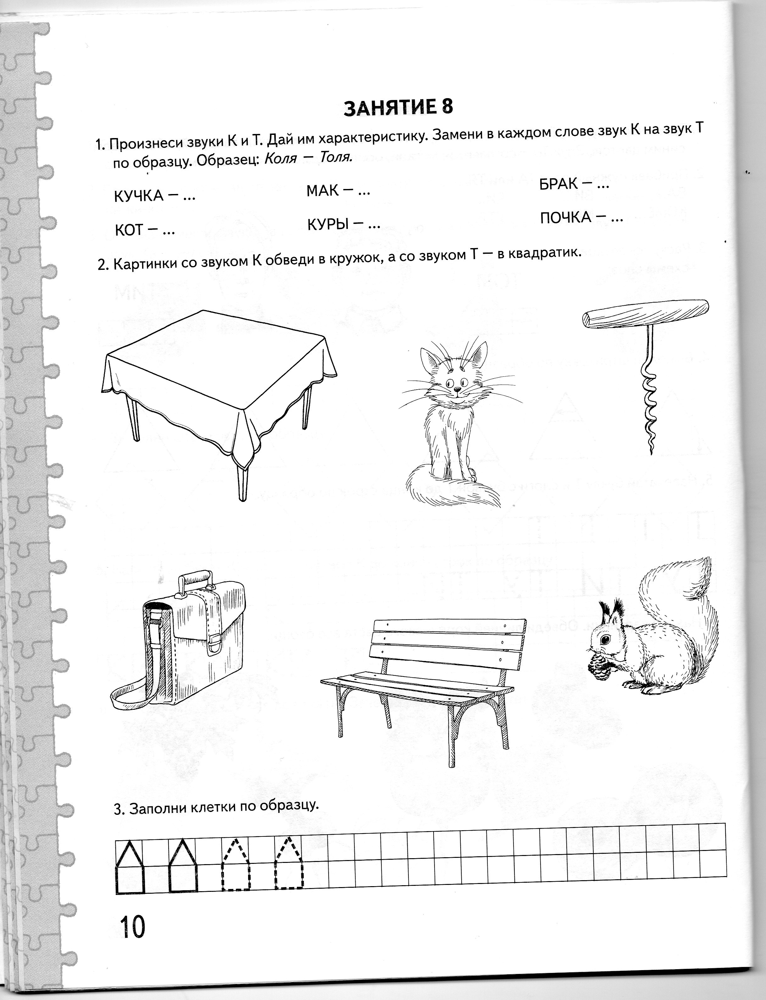 ЗАНЯТИЕ 8
1. Произнеси звуки К и Т. Дай им характеристику. Замени в каждом слове звук К на звук Т
по образцу. Образец: Коля — Толя.
КУЧКА — ... МАК — ... БРАК — ...
КОТ — ... КУРЫ — ... ПОЧКА — ...
2. Картинки со звуком К обведи в кружок, а со звуком Т — в квадратик.
3. Заполни клетки по образцу.
10